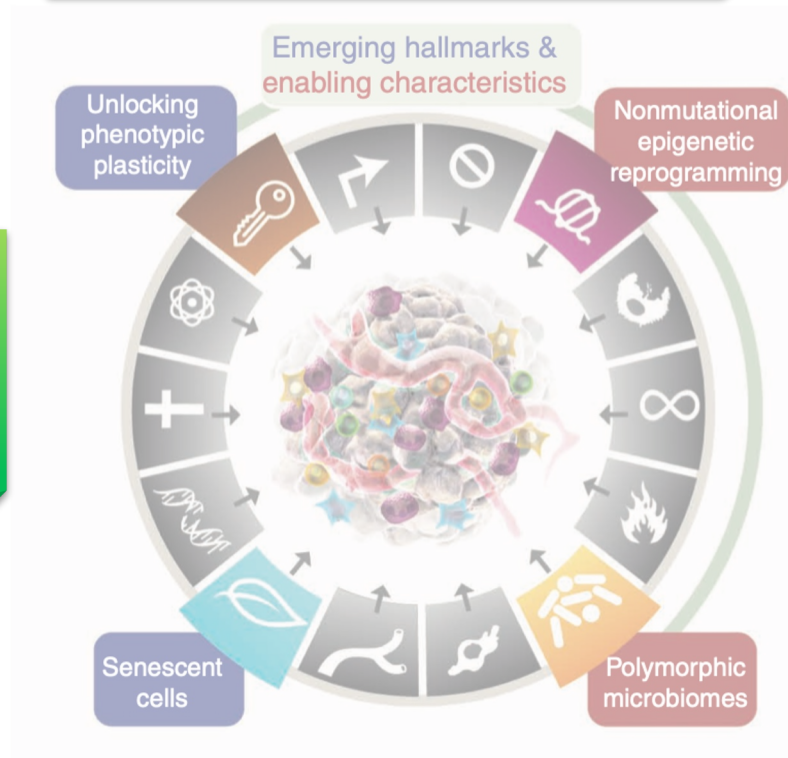 Emerging hallmarks &
enabling characteristics
Unlocking
phenotypic
plasticity
Nonmutational
epigenetic
reprogramming
Senescent
cells
Polymorphic
microbiomes